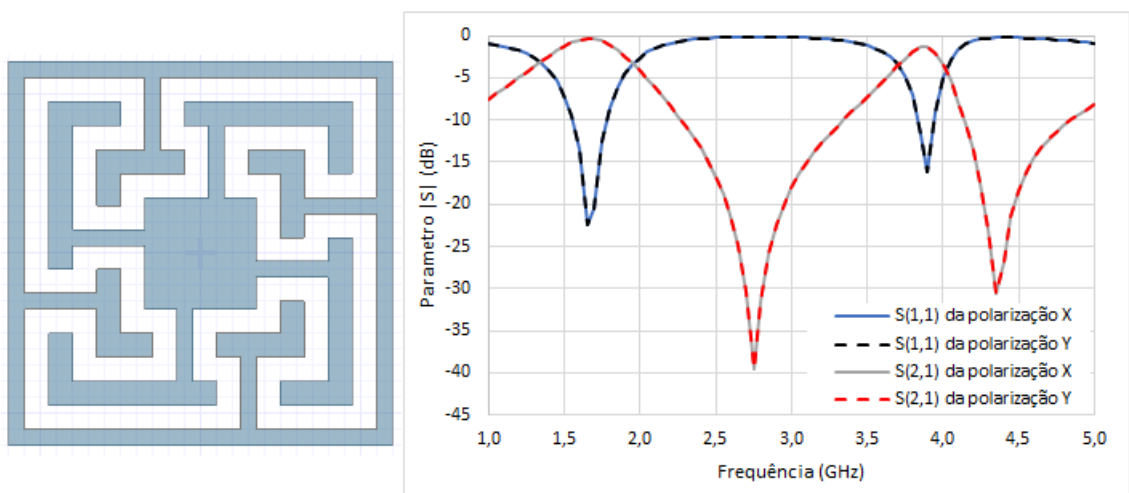 0
-5
-10
-15
-20
-25
-30
-35
-40
-45
Parametro |S| (dB)
S(1,1) da polarização X
S(1,1) da polarização Y
S(2,1) da polarização X
S(2,1) da polarização Y
1,0 1,5 2,0 2,5 3,0 3,5 4,0 4,5 5,0
Frequência (GHz)